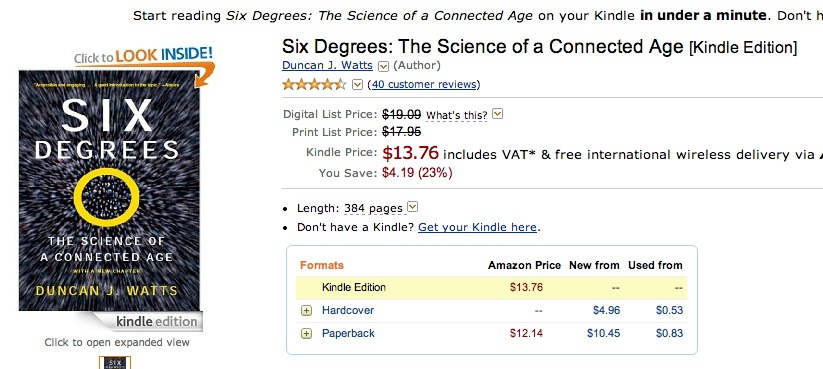 Start reading Six Degrees: The Science of a Connected Age on your Kindle in under a minute. Don't h
Click to LOOK INSIDE!
"Accessible and engaging. . . . A good introduction to the topic." —Nature
SIX
DEGREES
THE SCIENCE OF
A CONNECTED AGE
WITH A NEW CHAPTER
DUNCAN J. WATTS
kindle edition
Click to open expanded view
SIX
Six Degrees: The Science of a Connected Age [Kindle Edition]
Duncan J. Watts (Author)
(40 customer reviews)
Digital List Price: $19.09 What's this?
Print List Price: $17.95
Kindle Price: $13.76 includes VAT* & free international wireless delivery via
You Save: $4.19 (23%)
• Length: 384 pages
• Don't have a Kindle? Get your Kindle here.
Formats Amazon Price New from Used from
Kindle Edition $13.76 -- --
Hardcover -- $4.96 $0.53
Paperback $12.14 $10.45 $0.83